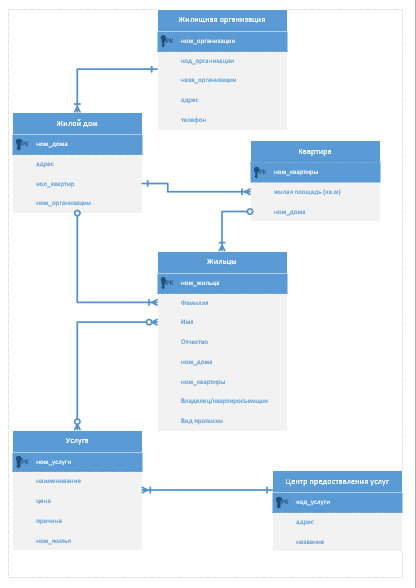 Жилищная организация
PK ном_организации
код_организации
назв_организации
адрес
телефон
Жилой дом
PK ном_дома
адрес
кол_квартир
ном_организации
Квартира
PK ном_квартиры
жилая площадь (кв.м)
ном_дома
Жильцы
PK ном_жильца
Фамилия
Имя
Отчество
ном_дома
ном_квартиры
Владелец/квартиросъемщик
Вид прописки
Услуга
PK ном_услуги
наименование
цена
причина
ном_жилья
Центр предоставления услуг
PK код_услуги
адрес
название